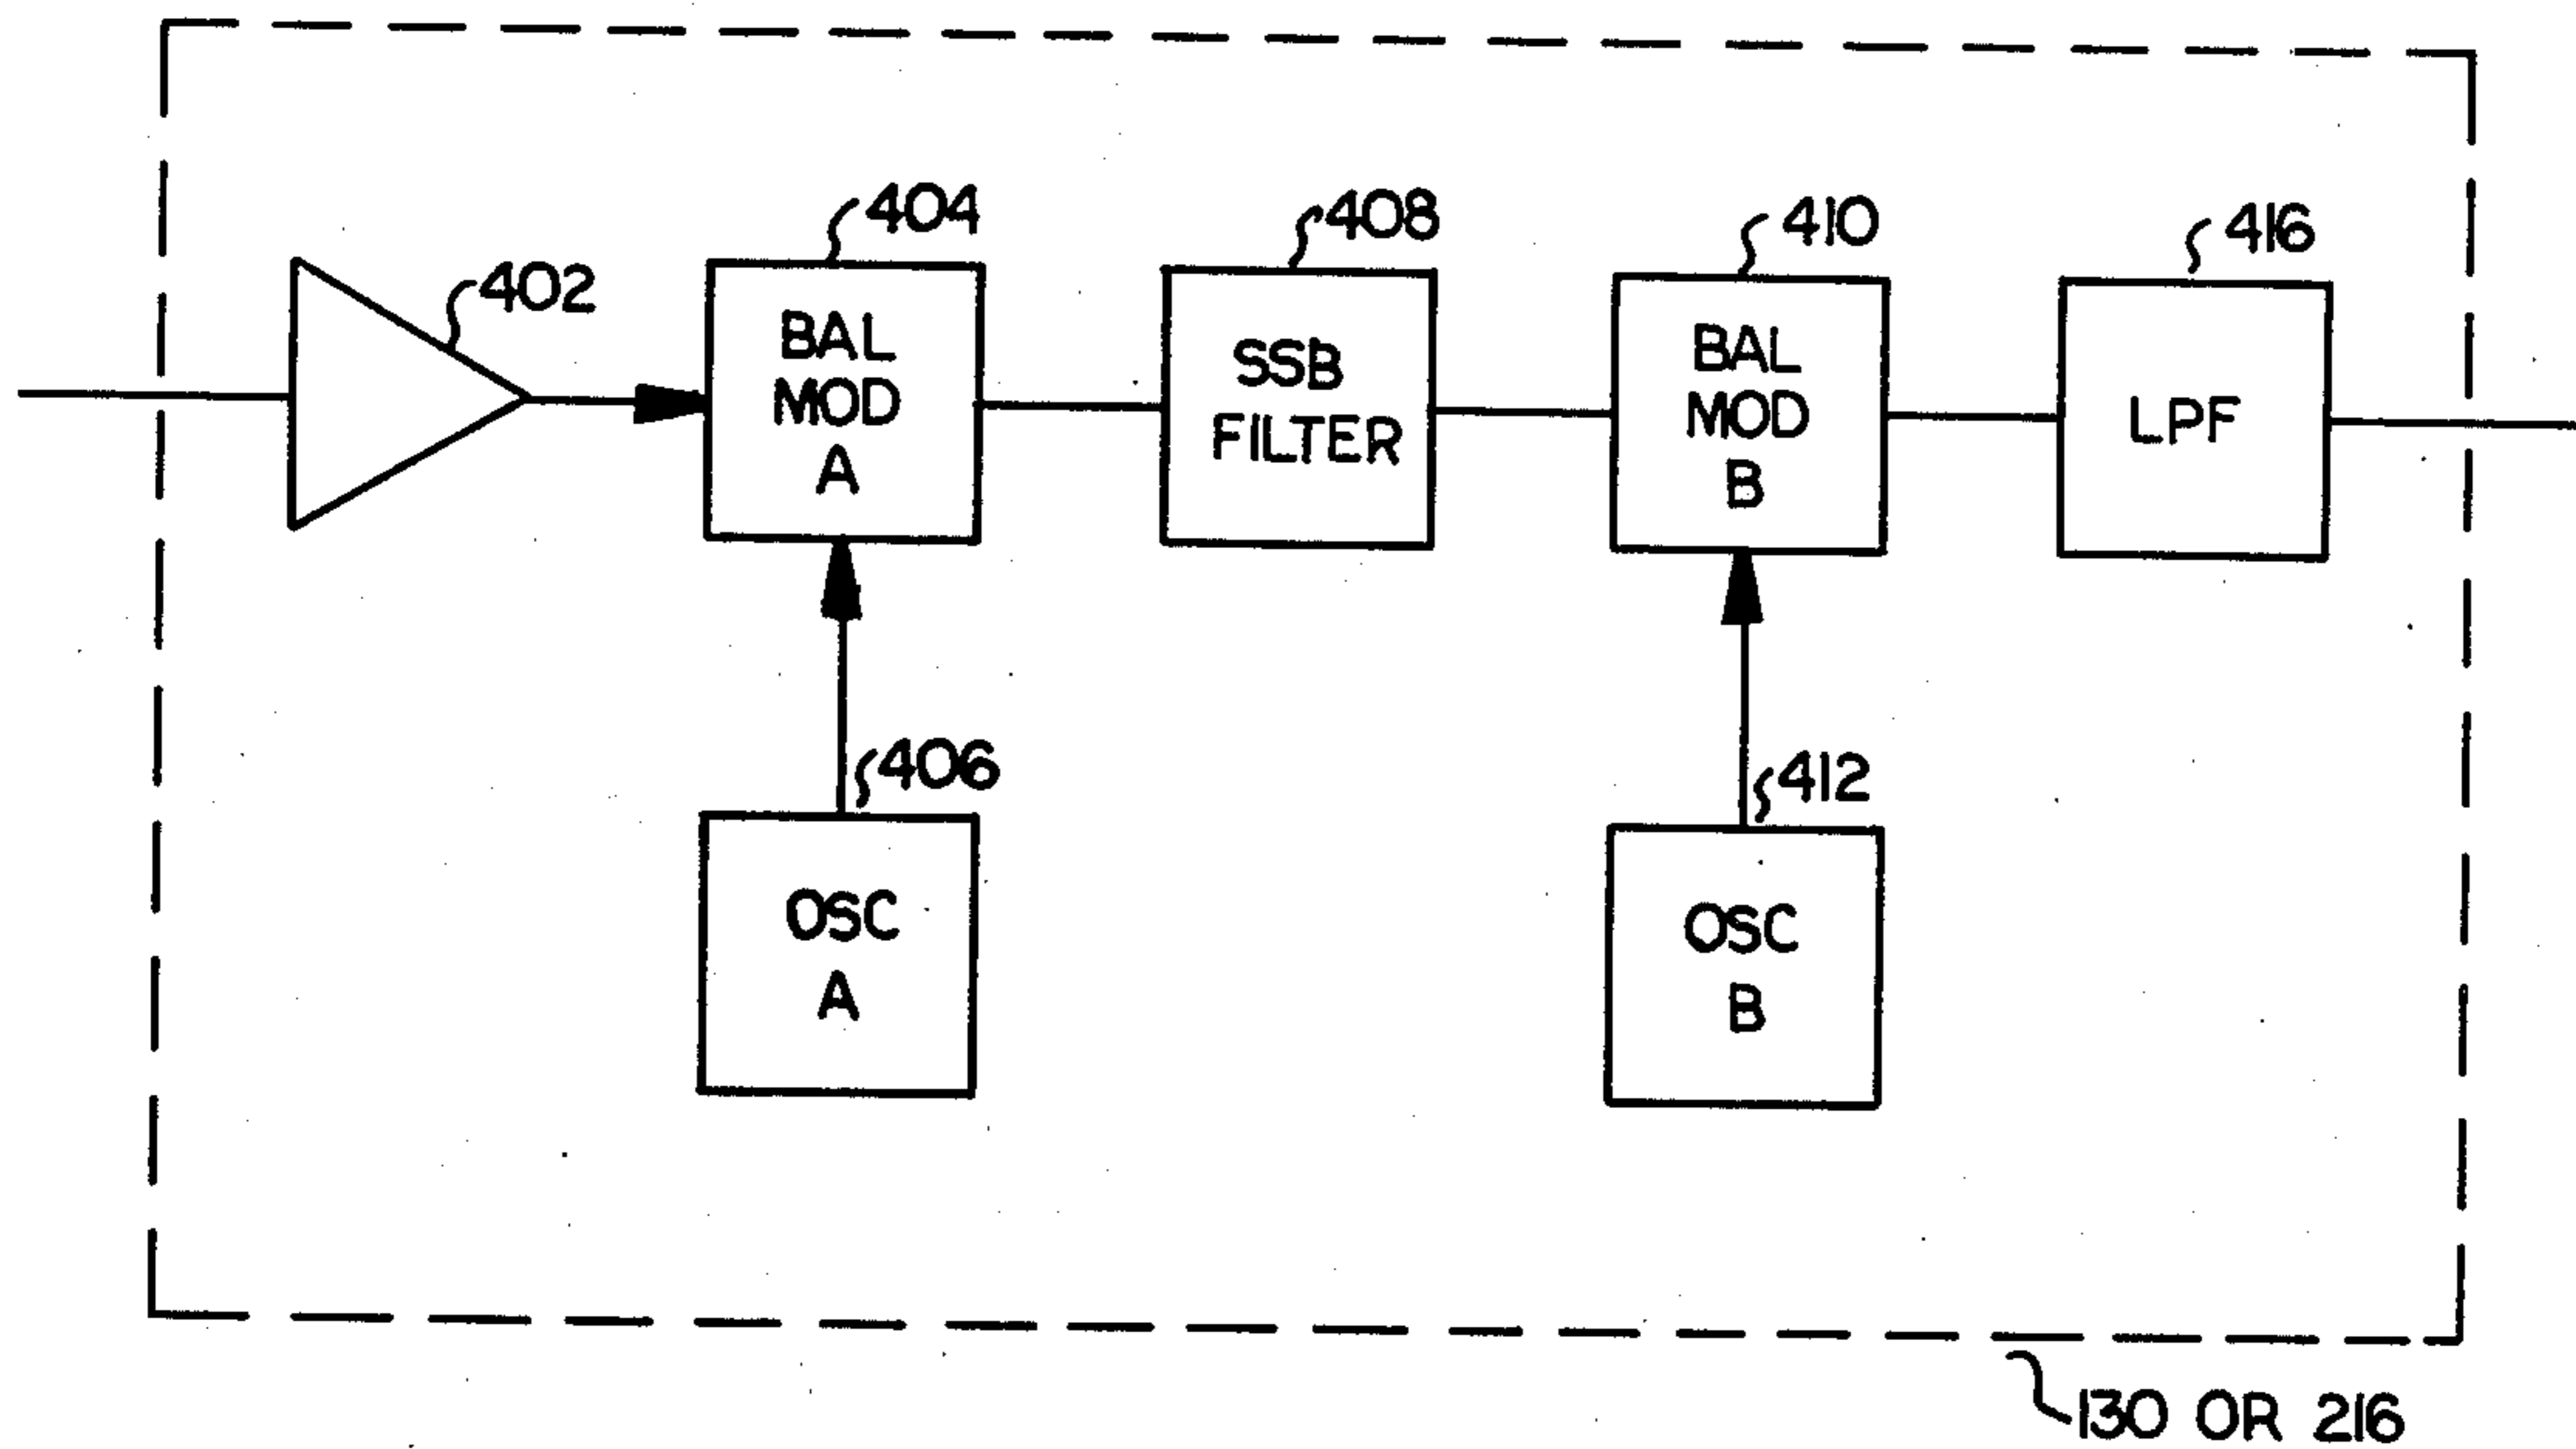 404
408
410
416
402
BAL
MOD
A
SSB
FILTER
BAL
MOD
B
LPF
406
412
OSC
A
OSC
B
130 OR 216